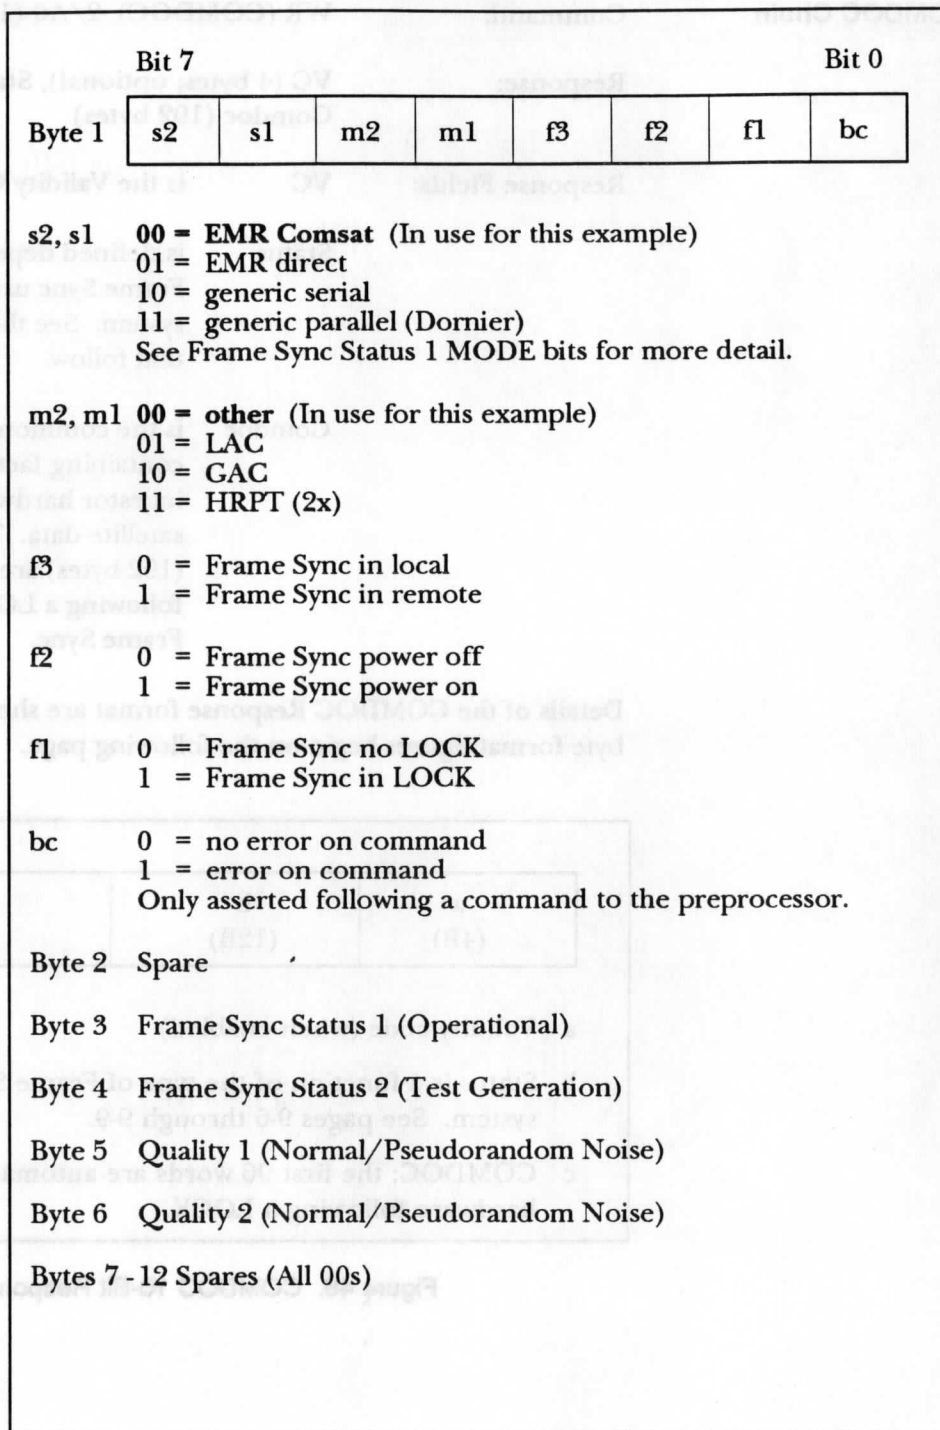 Bit 7 Bit 0
Byte 1 s2 s1 m2 m1 f3 f2 f1 bc
s2, s1 00 = EMR Comsat (In use for this example)
01 = EMR direct
10 = generic serial
11 = generic parallel (Dornier)
See Frame Sync Status 1 MODE bits for more detail.
m2, m1 00 = other (In use for this example)
01 = LAC
10 = GAC
11 = HRPT (2x)
f3 0 = Frame Sync in local
1 = Frame Sync in remote
f2 0 = Frame Sync power off
1 = Frame Sync power on
f1 0 = Frame Sync no LOCK
1 = Frame Sync in LOCK
bc 0 = no error on command
1 = error on command
Only asserted following a command to the preprocessor.
Byte 2 Spare
Byte 3 Frame Sync Status 1 (Operational)
Byte 4 Frame Sync Status 2 (Test Generation)
Byte 5 Quality 1 (Normal/Pseudorandom Noise)
Byte 6 Quality 2 (Normal/Pseudorandom Noise)
Bytes 7 - 12 Spares (All 00s)